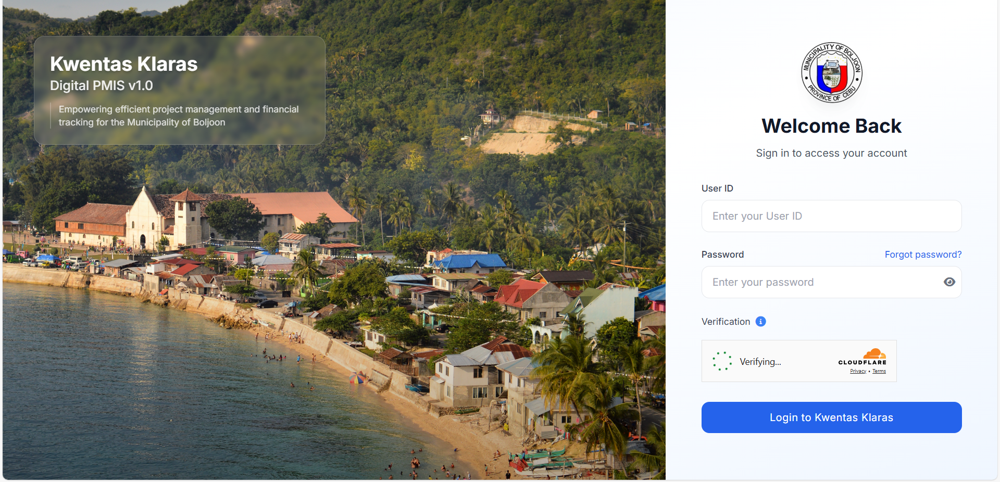 Kwentas Klaras
Digital PMIS v1.0
Empowering efficient project management and financial
tracking for the Municipality of Boljoon
MUNICIPALITY OF BOLJOON
PROVINCE OF CEBU
Welcome Back
Sign in to access your account
User ID
Enter your User ID
Password
Forgot password?
Enter your password
Verification
Verifying...
CLOUDFLARE
Privacy • Terms
Login to Kwentas Klaras